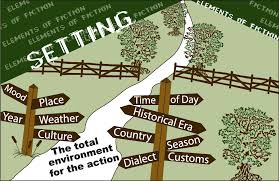 ELEMENTS OF FICTION
ELEMENTS OF FICTION
ELEMENTS OF FICTION
SETTING
ELEMENTS OF FICTION
Mood
Place
Year
Weather
Culture
Time of Day
Historical Era
Country
Season
Dialect
Customs
The total
environment
for the action